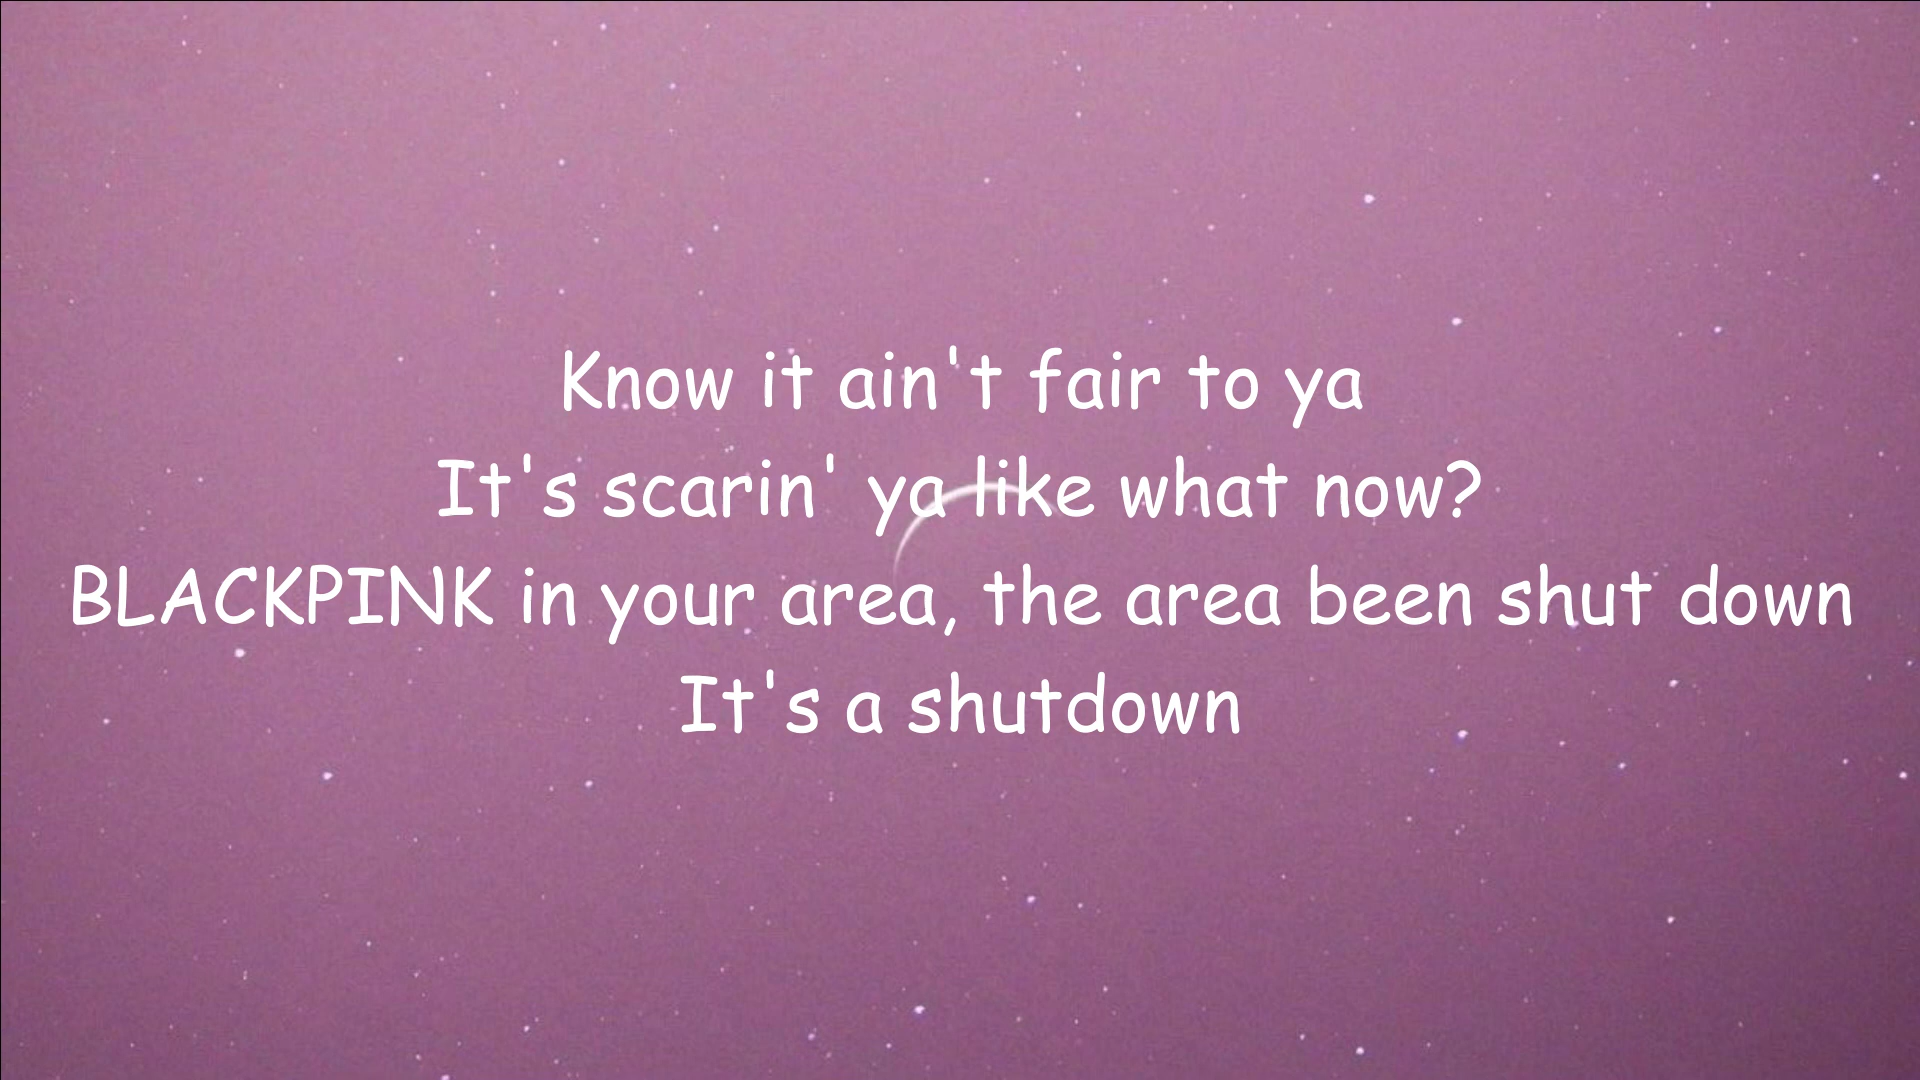 Know it ain't fair to ya
It's scarin' ya like what now?
BLACKPINK in your area, the area been shut down
It's a shutdown